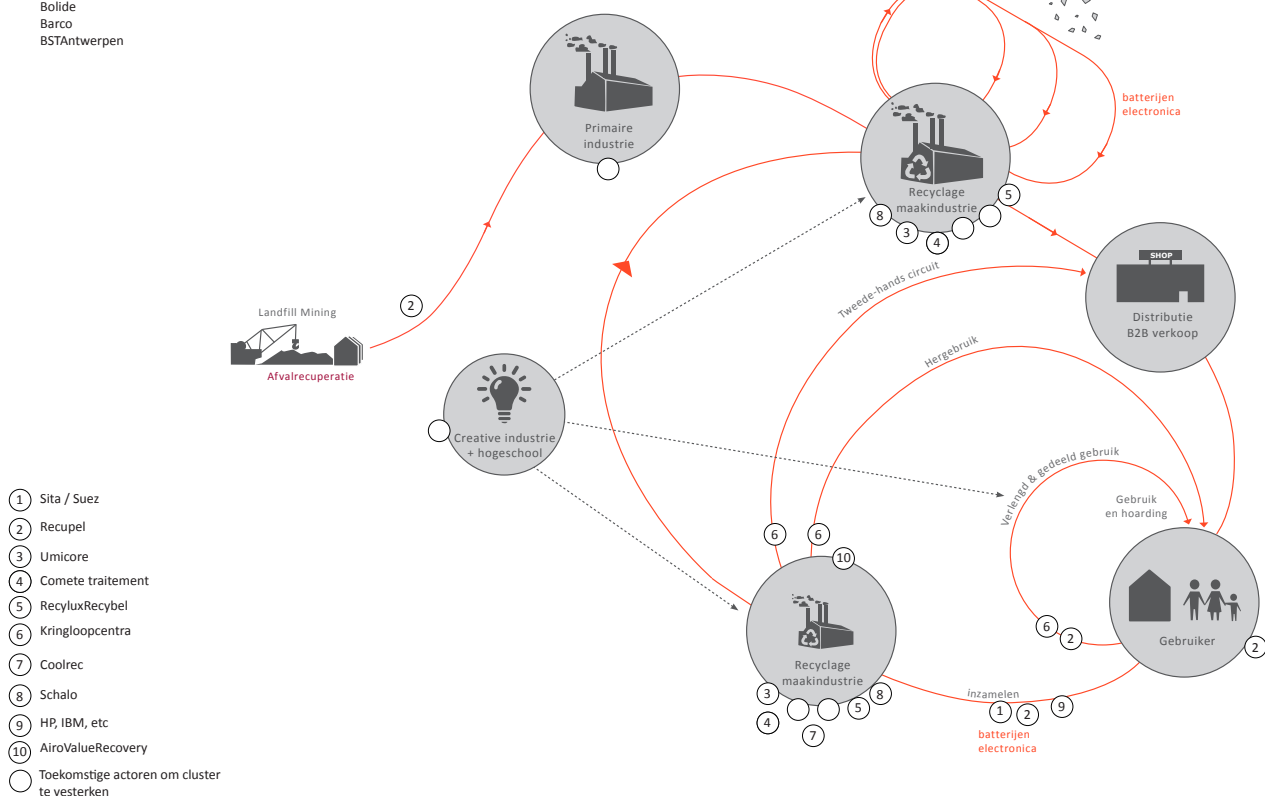 Bolide
Barco
BSTAntwerpen
batterijen
electronica
Primaire
industrie
Recyclage
maakindustrie
5
8
3
4
SHOP
Distributie
B2B verkoop
Tweede-hands circuit
2
Landfill Mining
Afvalrecuperatie
Hergebruik
Creative industrie
+ hogeschool
Verlengd & gedeeld gebruik
Gebruik
en hoarding
6
6
10
6
2
Gebruiker
2
Recyclage
maakindustrie
3
4
7
5
8
inzamelen
1
2
9
batterijen
electronica
1 Sita / Suez
2 Recupel
3 Umicore
4 Comete traitement
5 RecyluxRecybel
6 Kringloopcentra
7 Coolrec
8 Schalo
9 HP, IBM, etc
10 AiroValueRecovery
Toekomstige actoren om cluster
te vesterken